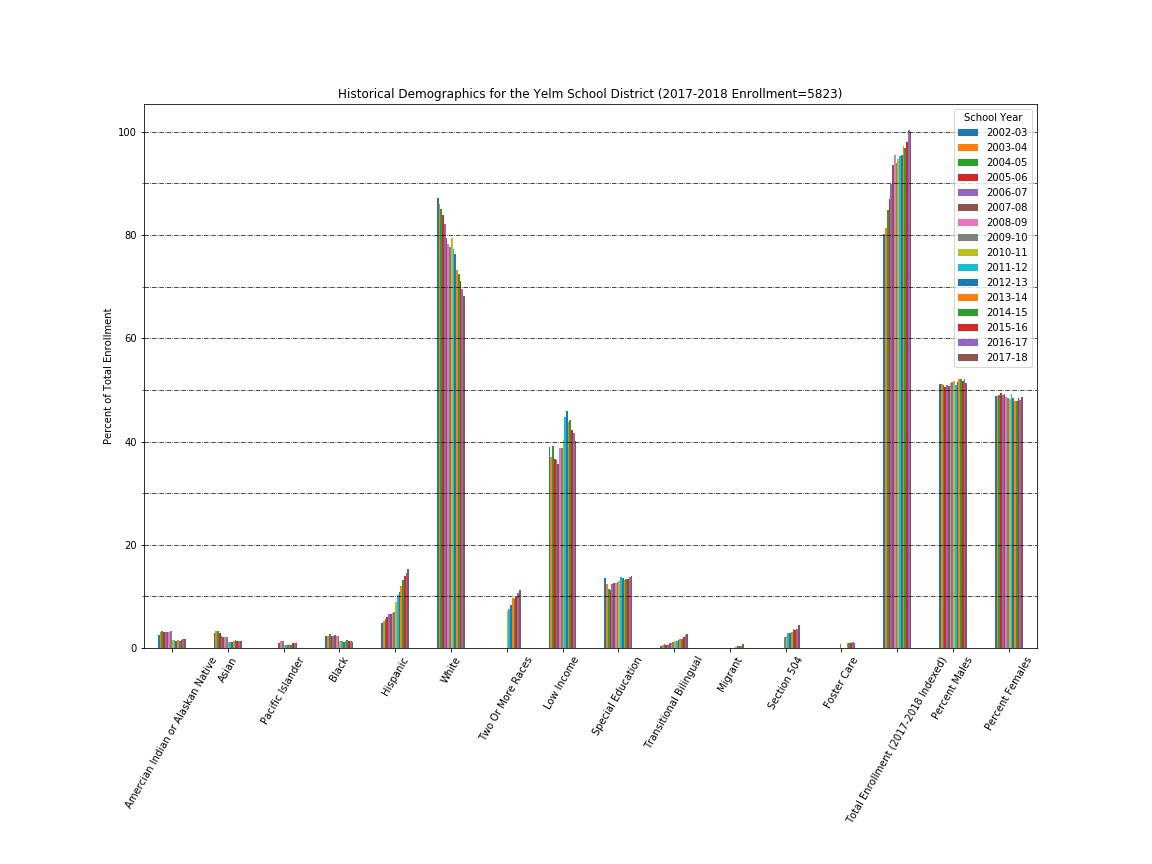 Historical Demographics for the Yelm School District (2017-2018 Enrollment=5823)
Percent of Total Enrollment
100
80
60
40
20
0
School Year
2002-03
2003-04
2004-05
2005-06
2006-07
2007-08
2008-09
2009-10
2010-11
2011-12
2012-13
2013-14
2014-15
2015-16
2016-17
2017-18
Amercian Indian or Alaskan Native
Asian
Pacific Islander
Black
Hispanic
White
Two Or More Races
Low Income
Special Education
Transitional Bilingual
Migrant
Section 504
Foster Care
Total Enrollment (2017-2018 Indexed)
Percent Males
Percent Females